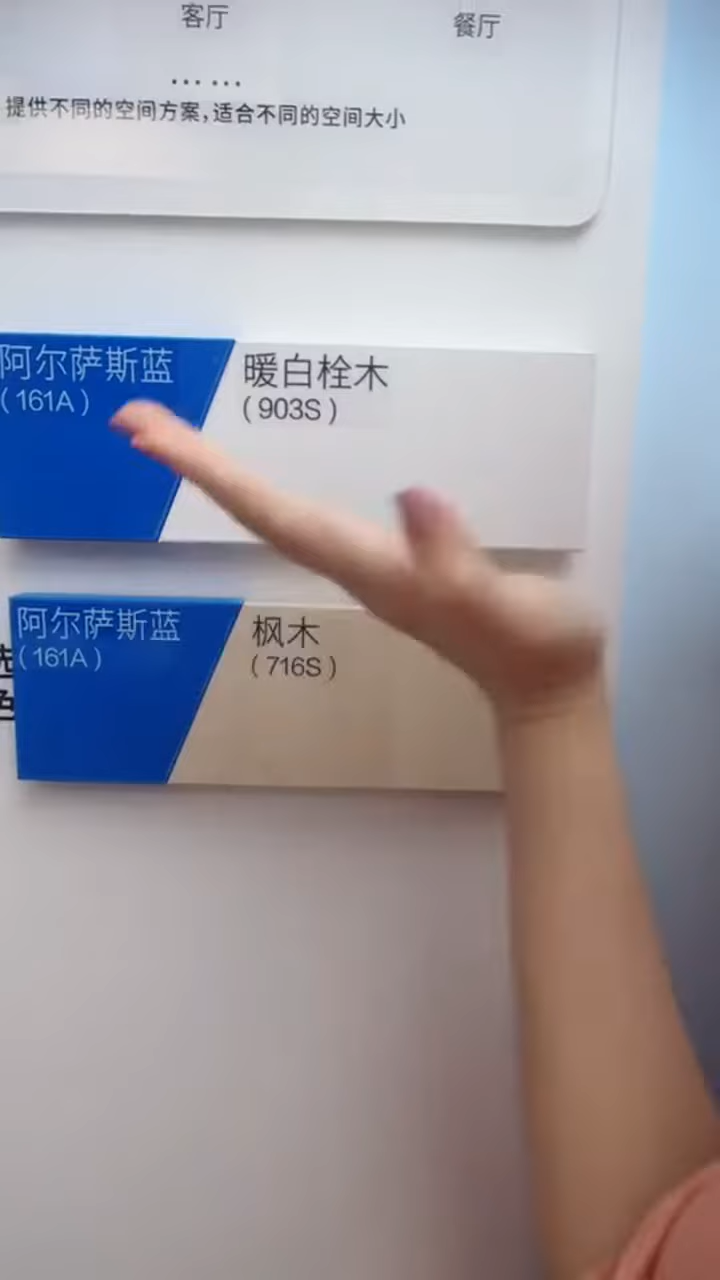 客厅 餐厅
... ...
提供不同的空间方案,适合不同的空间大小
阿尔萨斯蓝
(161A)
暖白栓木
(903S)
阿尔萨斯蓝
(161A)
枫木
(716S)
选
色